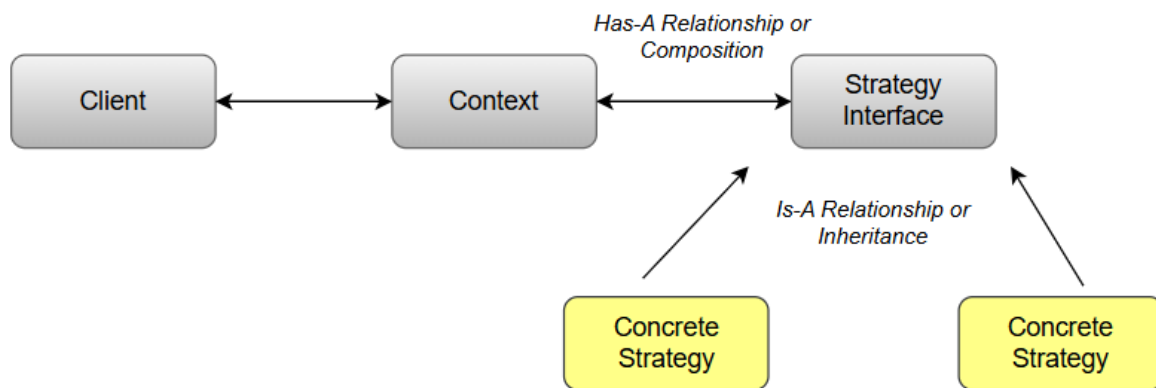 Has-A Relationship or
Composition
Client
Context
Strategy
Interface
Is-A Relationship or
Inheritance
Concrete
Strategy
Concrete
Strategy